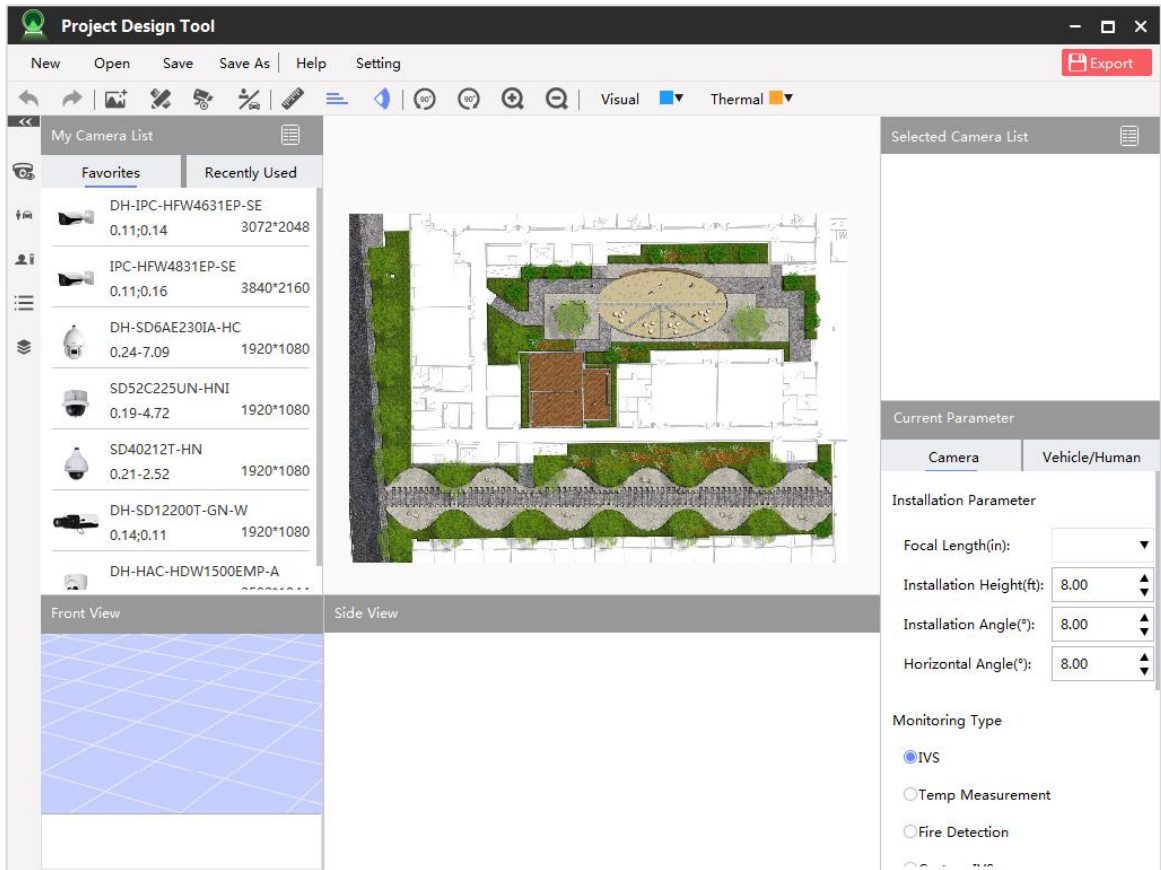 Project Design Tool
New Open Save Save As Help Setting Export
90° 90° Visual Thermal
My Camera List
Favorites Recently Used
DH-IPC-HFW4631EP-SE
0.11;0.14 3072*2048
IPC-HFW4831EP-SE
0.11;0.16 3840*2160
DH-SD6AE230IA-HC
0.24-7.09 1920*1080
SD52C225UN-HNI
0.19-4.72 1920*1080
SD40212T-HN
0.21-2.52 1920*1080
DH-SD12200T-GN-W
0.14;0.11 1920*1080
DH-HAC-HDW1500EMP-A
Front View
Side View
Selected Camera List
Current Parameter
Camera Vehicle/Human
Installation Parameter
Focal Length(in):
Installation Height(ft): 8.00
Installation Angle(°): 8.00
Horizontal Angle(°): 8.00
Monitoring Type
IVS
Temp Measurement
Fire Detection